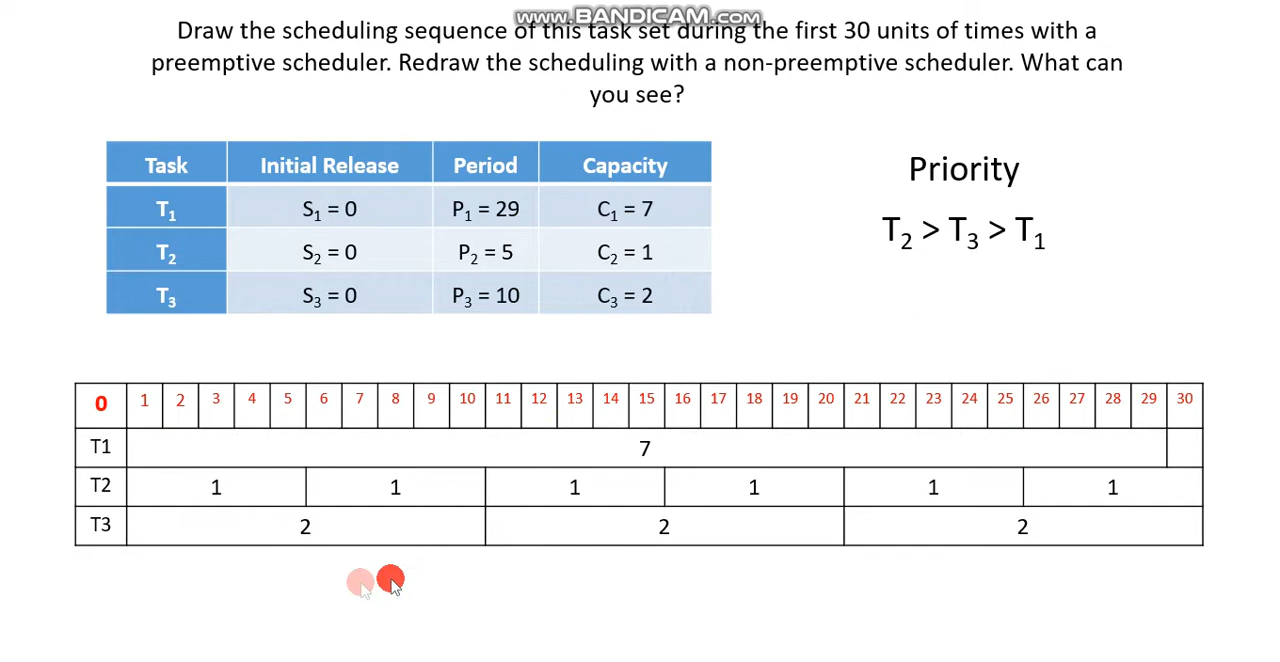 www.BANDICAM.com
Draw the scheduling sequence of this task set during the first 30 units of times with a
preemptive scheduler. Redraw the scheduling with a non-preemptive scheduler. What can
you see?
Task Initial Release Period Capacity
T₁ S₁ = 0 P₁ = 29 C₁ = 7
T₂ S₂ = 0 P₂ = 5 C₂ = 1
T₃ S₃ = 0 P₃ = 10 C₃ = 2
Priority
T₂ > T₃ > T₁
0 1 2 3 4 5 6 7 8 9 10 11 12 13 14 15 16 17 18 19 20 21 22 23 24 25 26 27 28 29 30
T1 7
T2 1 1 1 1 1 1
T3 2 2 2